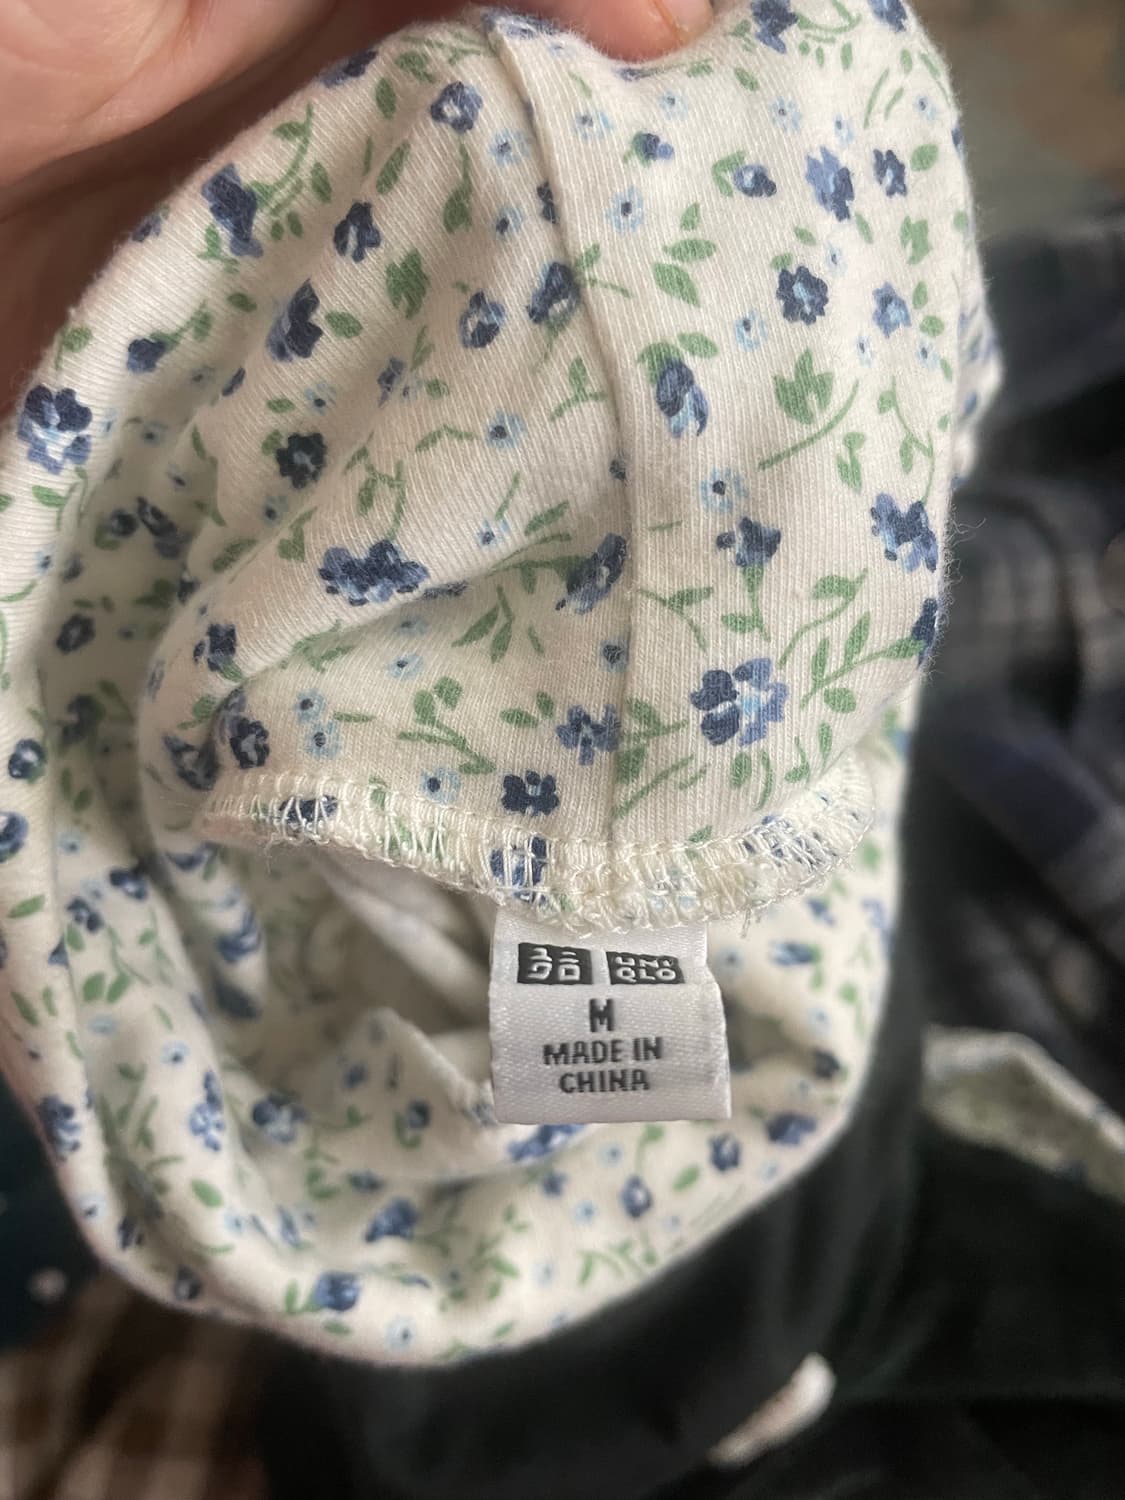 ユニ クロ UNI QLO
M
MADE IN
CHINA